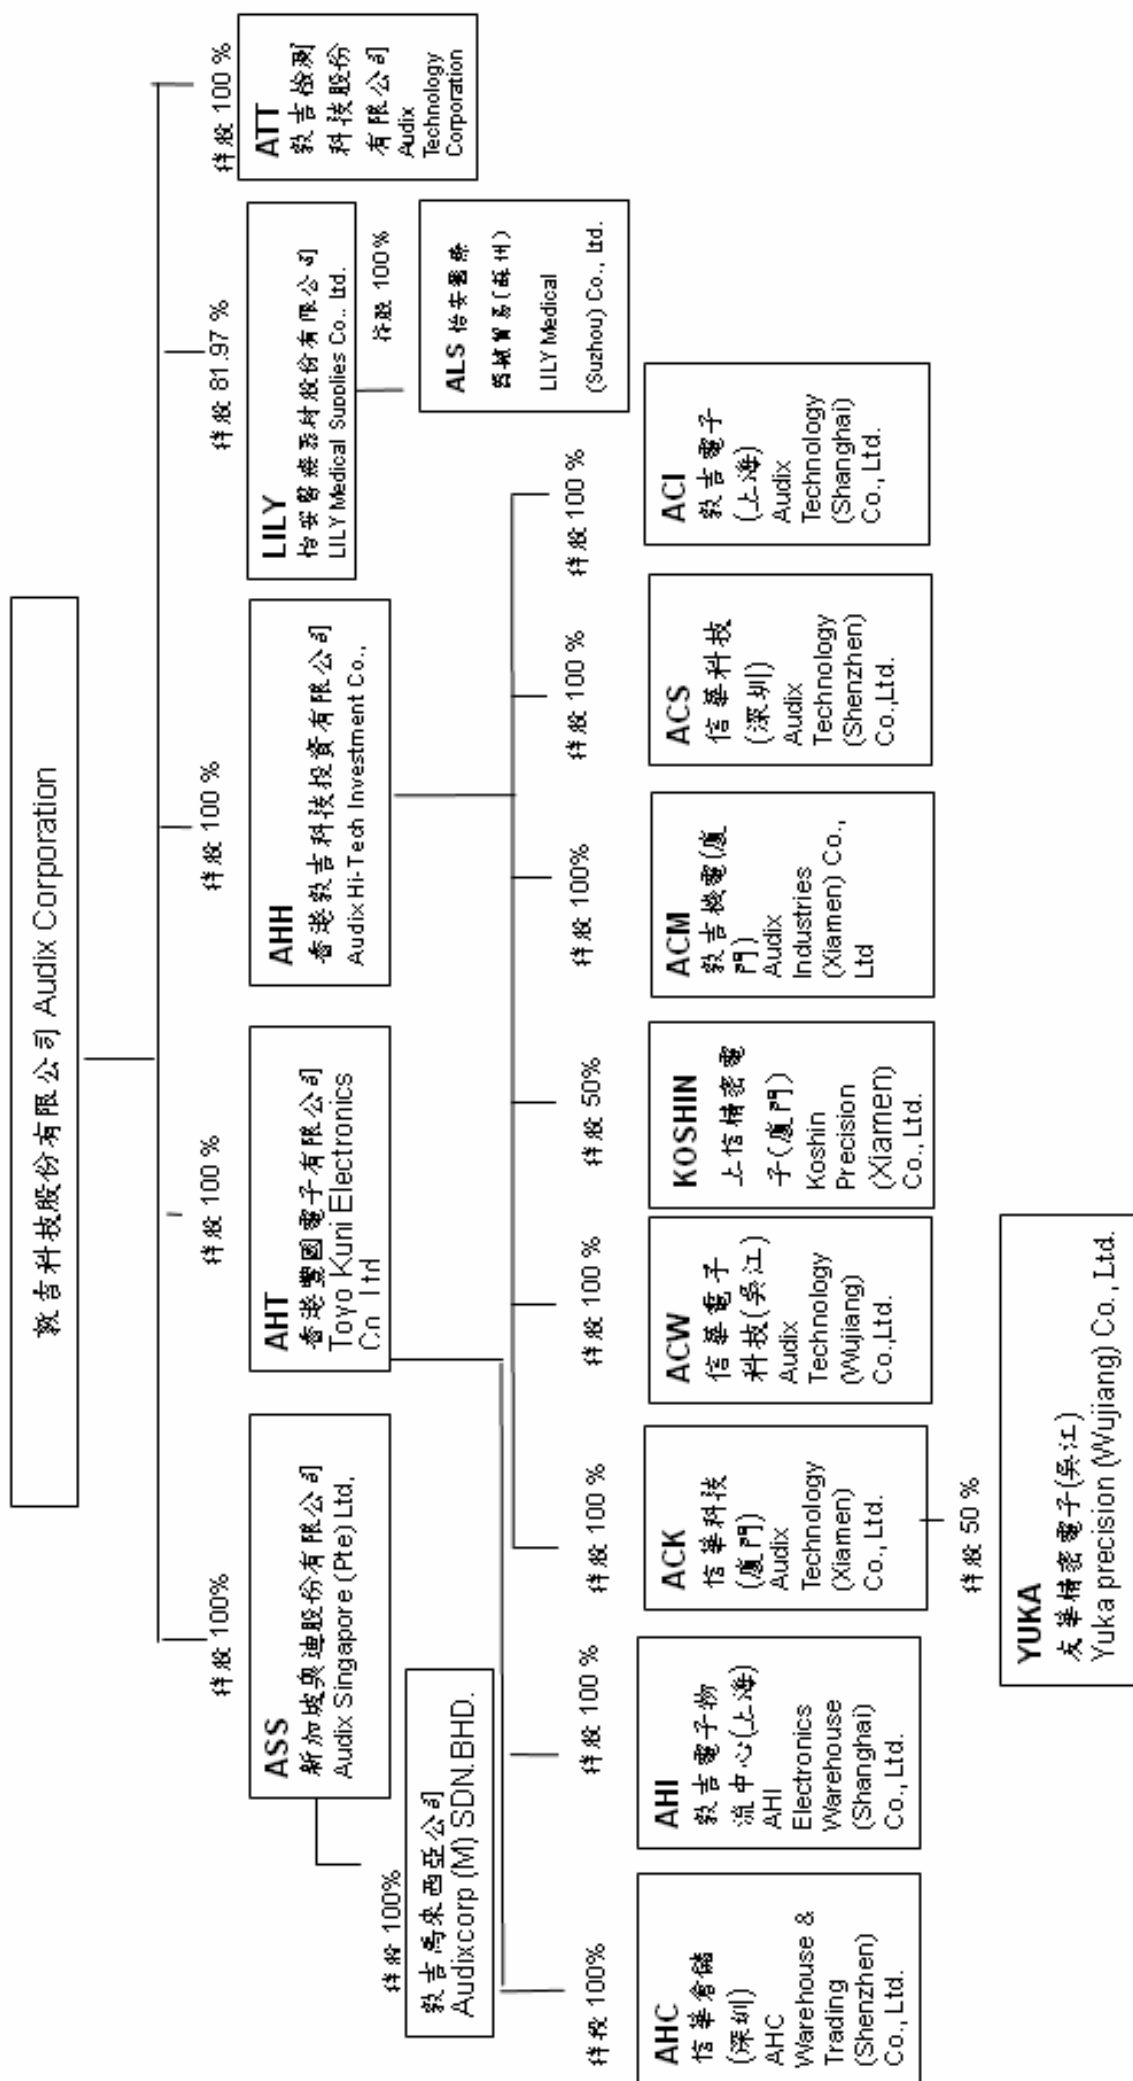 敦吉科技股份有限公司 Audix Corporation
持股 100%
持股 100 %
持股 100 %
持股 81.97 %
持股 100 %
ASS
新加坡奧迪股份有限公司
Audix Singapore (Pte) Ltd.
AHT
香港豐國電子有限公司
Toyo Kuni Electronics
Co. Ltd
AHH
香港敦吉科技投資有限公司
Audix Hi-Tech Investment Co.,
LILY
怡安醫療器材股份有限公司
LILY Medical Supplies Co., Ltd.
ATT
敦吉檢測
科技股份
有限公司
Audix
Technology
Corporation
持股 100%
持股 100%
敦吉馬來西亞公司
Audixcorp (M) SDN.BHD.
ALS 怡安醫療
器械貿易(蘇州)
LILY Medical
(Suzhou) Co., Ltd.
持股 100%
持股 100 %
持股 100 %
持股 100 %
持股 50%
持股 100%
持股 100 %
持股 100 %
AHC
信華倉儲
(深圳)
AHC
Warehouse &
Trading
(Shenzhen)
Co., Ltd.
AHI
敦吉電子物
流中心(上海)
AHI
Electronics
Warehouse
(Shanghai)
Co., Ltd.
ACK
信華科技
(廈門)
Audix
Technology
(Xiamen)
Co., Ltd.
ACW
信華電子
科技(吳江)
Audix
Technology
(Wujiang)
Co.,Ltd.
KOSHIN
上信精密電
子(廈門)
Koshin
Precision
(Xiamen)
Co., Ltd.
ACM
敦吉機電(廈
門)
Audix
Industries
(Xiamen) Co.,
Ltd
ACS
信華科技
(深圳)
Audix
Technology
(Shenzhen)
Co.,Ltd.
ACI
敦吉電子
(上海)
Audix
Technology
(Shanghai)
Co., Ltd.
持股 50 %
YUKA
友華精密電子(吳江)
Yuka precision (Wujiang) Co., Ltd.